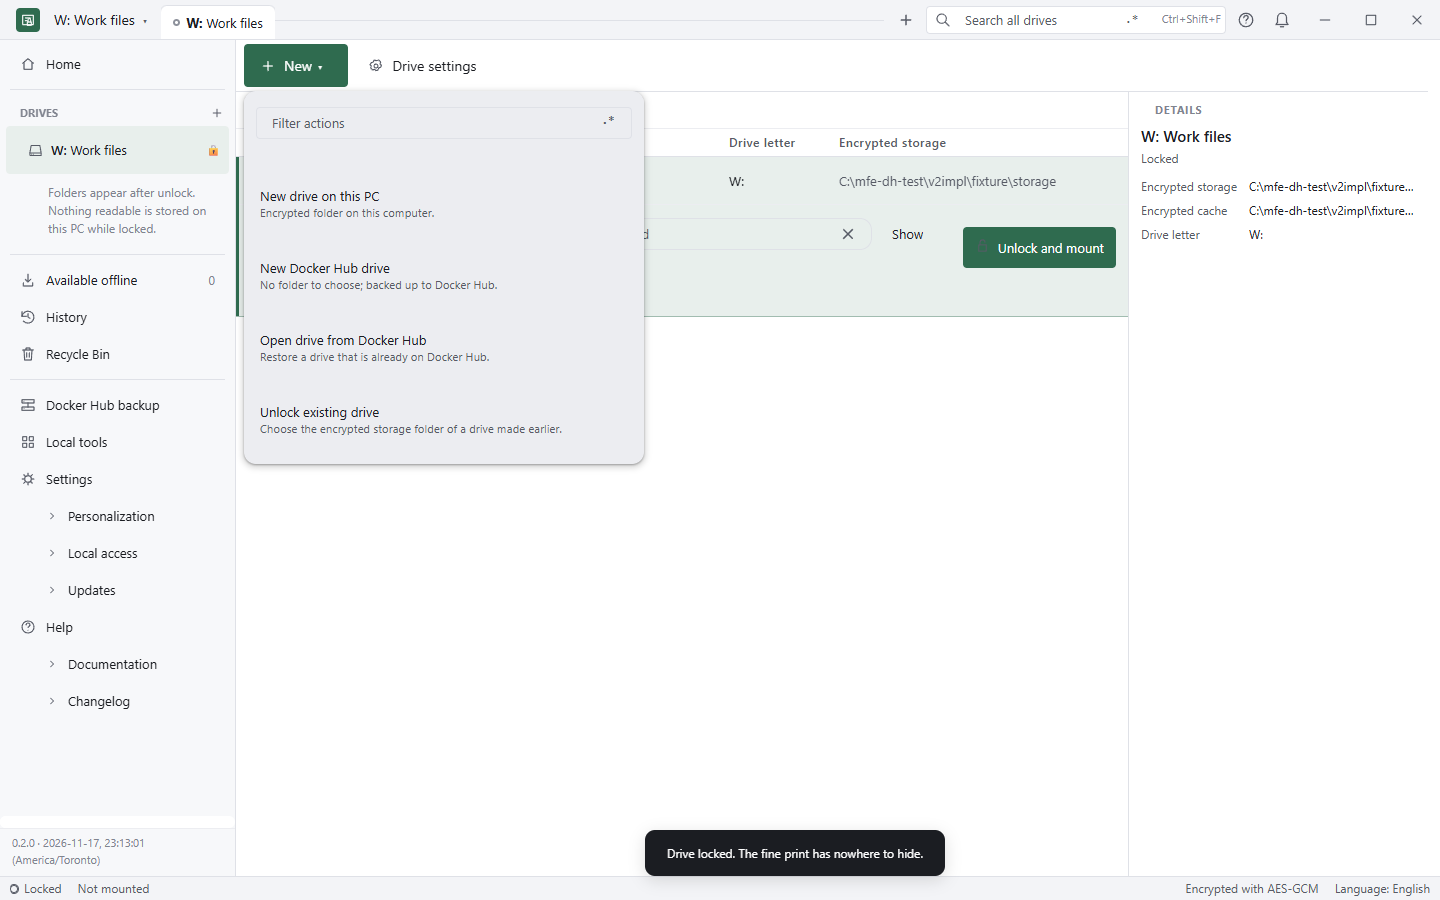 W: Work files
W: Work files
Search all drives
.*
Ctrl+Shift+F
Home
DRIVES
W: Work files
Folders appear after unlock.
Nothing readable is stored on
this PC while locked.
Available offline
0
History
Recycle Bin
Docker Hub backup
Local tools
Settings
Personalization
Local access
Updates
Help
Documentation
Changelog
0.2.0 · 2026-11-17, 23:13:01
(America/Toronto)
New
Drive settings
Filter actions
.*
New drive on this PC
Encrypted folder on this computer.
New Docker Hub drive
No folder to choose; backed up to Docker Hub.
Open drive from Docker Hub
Restore a drive that is already on Docker Hub.
Unlock existing drive
Choose the encrypted storage folder of a drive made earlier.
Drive letter
Encrypted storage
W:
C:\mfe-dh-test\v2impl\fixture\storage
Show
Unlock and mount
DETAILS
W: Work files
Locked
Encrypted storage
C:\mfe-dh-test\v2impl\fixture...
Encrypted cache
C:\mfe-dh-test\v2impl\fixture...
Drive letter
W:
Drive locked. The fine print has nowhere to hide.
Locked
Not mounted
Encrypted with AES-GCM
Language: English